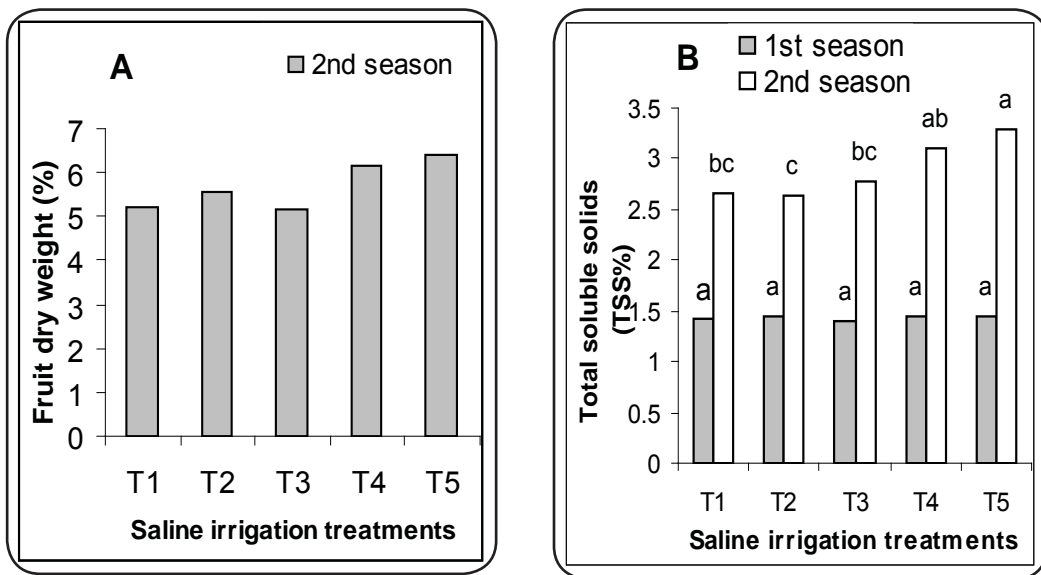 A
2nd season
Fruit dry weight (%)
7
6
5
4
3
2
1
0
T1 T2 T3 T4 T5
Saline irrigation treatments
B
1st season
2nd season
Total soluble solids
(TSS%)
3.5
3
2.5
2
1.5
1
0.5
0
bc c bc ab a
a a a a a
T1 T2 T3 T4 T5
Saline irrigation treatments